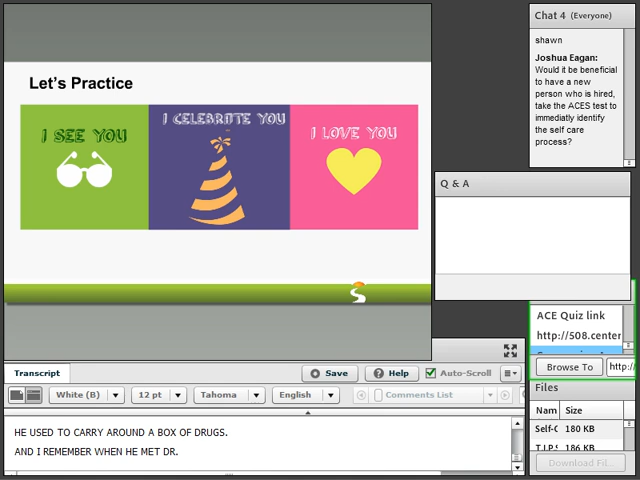 Let's Practice
I SEE YOU
I CELEBRATE YOU
I LOVE YOU
Chat 4 (Everyone)
shawn
Joshua Eagan:
Would it be beneficial
to have a new
person who is hired,
take the ACES test to
immediatly identify
the self care
process?
Q & A
ACE Quiz link
http://508.center
Browse To
http:/
Files
Nam
Size
Self-C 180 KB
T.I.P.S 186 KB
Download Fil...
Transcript
Save
Help
Auto-Scroll
White (B)
12 pt
Tahoma
English
Comments List
HE USED TO CARRY AROUND A BOX OF DRUGS.
AND I REMEMBER WHEN HE MET DR.